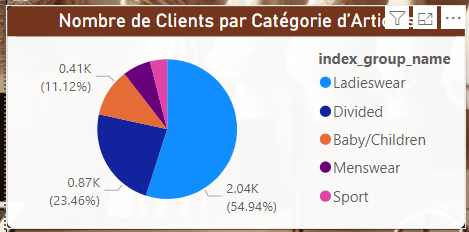 Nombre de Clients par Catégorie d'Articles
index_group_name
Ladieswear
Divided
Baby/Children
Menswear
Sport
0.41K
(11.12%)
0.87K
(23.46%)
2.04K
(54.94%)